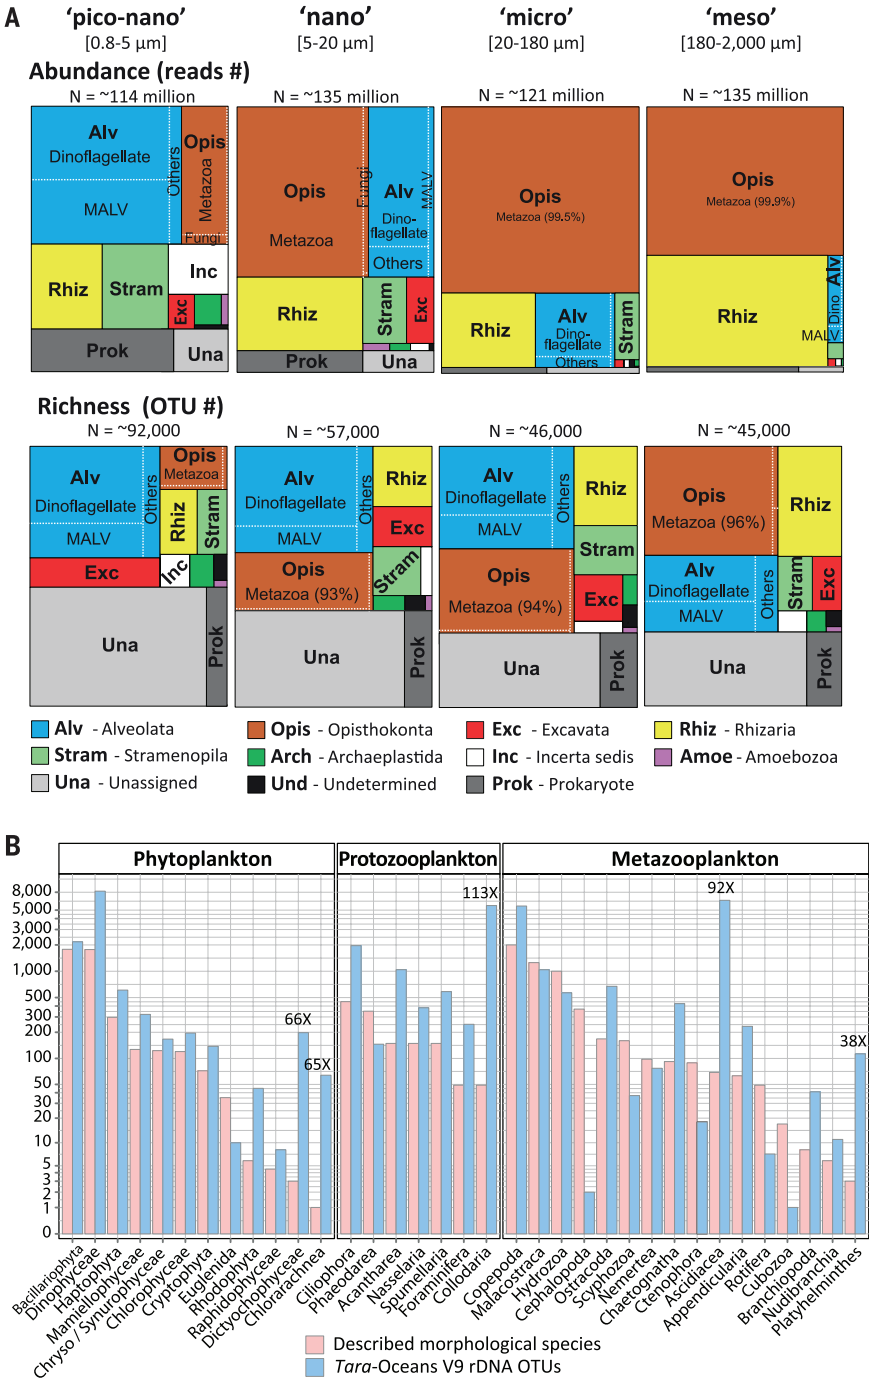 A
'pico-nano' 'nano' 'micro' 'meso'
[0.8-5 µm] [5-20 µm] [20-180 µm] [180-2,000 µm]
Abundance (reads #)
N = ~114 million N = ~135 million N = ~121 million N = ~135 million
Alv
Dinoflagellate
MALV
Others
Opis
Metazoa
Fungi
Rhiz
Stram
Inc
Exc
Prok
Una
Opis
Metazoa
Fungi
Alv
Dino-
flagellate
MALV
Others
Rhiz
Stram
Exc
Prok
Una
Opis
Metazoa (99.5%)
Rhiz
Alv
Dino-
flagellate
Others
Stram
Opis
Metazoa (99.9%)
Rhiz
Alv
Dino
MALV
Richness (OTU #)
N = ~92,000 N = ~57,000 N = ~46,000 N = ~45,000
Alv
Dinoflagellate
MALV
Others
Opis
Metazoa
Rhiz
Stram
Exc
Inc
Una
Prok
Alv
Dinoflagellate
MALV
Others
Rhiz
Exc
Opis
Metazoa (93%)
Stram
Una
Prok
Alv
Dinoflagellate
MALV
Others
Rhiz
Stram
Opis
Metazoa (94%)
Exc
Una
Prok
Opis
Metazoa (96%)
Rhiz
Alv
Dinoflagellate
MALV
Others
Stram
Exc
Una
Prok
Alv - Alveolata Opis - Opisthokonta Exc - Excavata Rhiz - Rhizaria
Stram - Stramenopila Arch - Archaeplastida Inc - Incerta sedis Amoe - Amoebozoa
Una - Unassigned Und - Undetermined Prok - Prokaryote
B
Phytoplankton Protozooplankton Metazooplankton
8,000
5,000
3,000
2,000
1,000
500
300
200
100
50
30
20
10
5
3
2
1
0
66X
65X
113X
92X
38X
Bacillariophyta
Dinophyceae
Haptophyta
Mamiellophyceae
Chryso / Synurophyceae
Chlorophyceae
Cryptophyta
Euglenida
Rhodophyta
Raphidophyceae
Dictyochophyceae
Chlorarachnea
Ciliophora
Phaeodarea
Acantharea
Nasselaria
Spumellaria
Foraminifera
Collodaria
Copepoda
Malacostraca
Hydrozoa
Cephalopoda
Ostracoda
Scyphozoa
Nemertea
Chaetognatha
Ctenophora
Ascidiacea
Appendicularia
Rotifera
Cubozoa
Branchiopoda
Nudibranchia
Platyhelminthes
Described morphological species
Tara-Oceans V9 rDNA OTUs